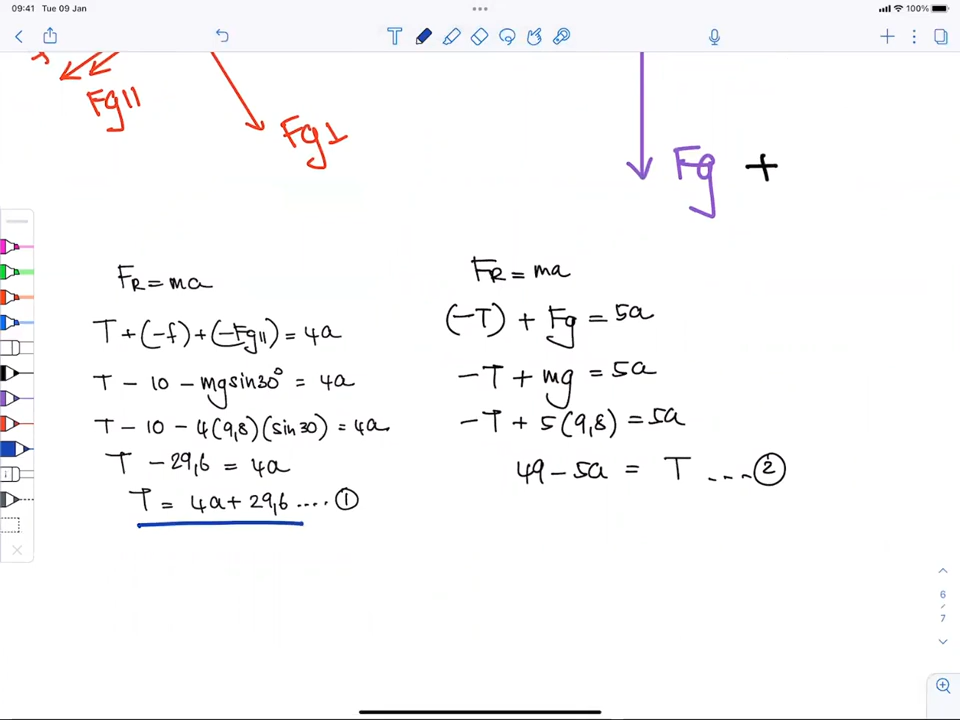 09:41 Tue 09 Jan
100%
T
Fg||
Fg⊥
Fg +
FR = ma
T + (-f) + (-Fg||) = 4a
T - 10 - mgsin30° = 4a
T - 10 - 4(9,8)(sin30) = 4a.
T - 29,6 = 4a
T = 4a + 29,6 .... ①
FR = ma
(-T) + Fg = 5a
-T + mg = 5a
-T + 5(9,8) = 5a
49 - 5a = T .... ②
6
/
7